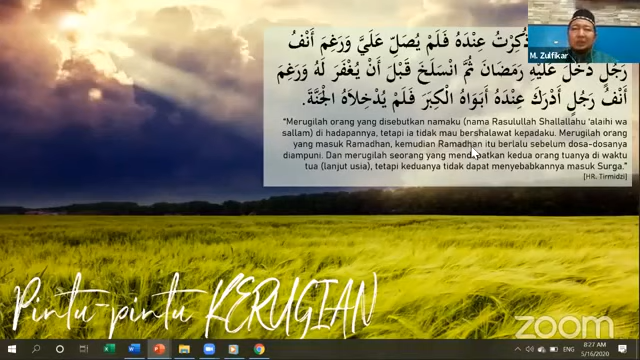 M. Zulfikar
ذُكِرْتُ عِنْدَهُ فَلَمْ يُصَلِّ عَلَيَّ وَرَغِمَ أَنْفُ
رَجُلٍ دَخَلَ عَلَيْهِ رَمَضَانَ ثُمَّ انْسَلَخَ قَبْلَ أَنْ يُغْفَرَ لَهُ وَرَغِمَ
أَنْفُ رَجُلٍ أَدْرَكَ عِنْدَهُ أَبَوَاهُ الْكِبَرَ فَلَمْ يُدْخِلاَهُ الْجَنَّةَ.
"Merugilah orang yang disebutkan namaku (nama Rasulullah Shallallahu 'alaihi wa
sallam) di hadapannya, tetapi ia tidak mau bershalawat kepadaku. Merugilah orang
yang masuk Ramadhan, kemudian Ramadhan itu berlalu sebelum dosa-dosanya
diampuni. Dan merugilah seorang yang mendapatkan kedua orang tuanya di waktu
tua (lanjut usia), tetapi keduanya tidak dapat menyebabkannya masuk Surga."
[HR. Tirmidzi]
Pintu-pintu KERUGIAN
zoom
ENG
8:27 AM
5/16/2020